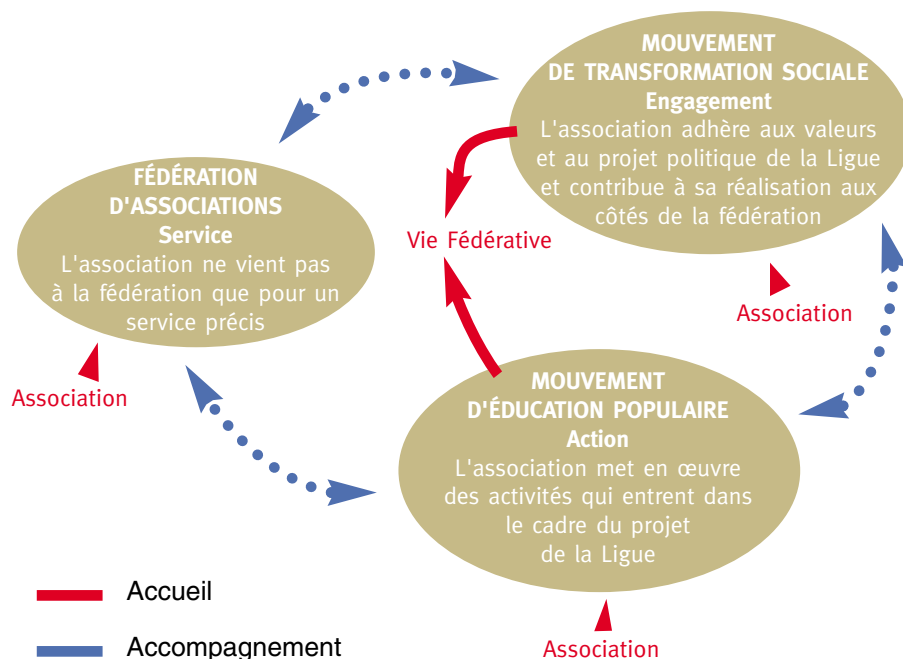 MOUVEMENT
DE TRANSFORMATION SOCIALE
Engagement
L'association adhère aux valeurs
et au projet politique de la Ligue
et contribue à sa réalisation aux
côtés de la fédération
FÉDÉRATION
D'ASSOCIATIONS
Service
L'association ne vient pas
à la fédération que pour un
service précis
Vie Fédérative
Association
Association
MOUVEMENT
D'ÉDUCATION POPULAIRE
Action
L'association met en œuvre
des activités qui entrent dans
le cadre du projet
de la Ligue
Association
Accueil
Accompagnement